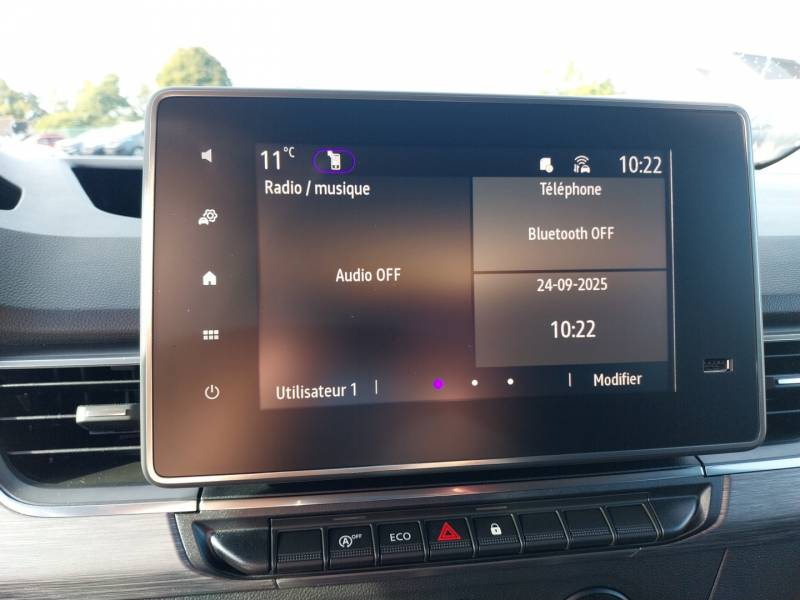 11°C
10:22
Radio / musique
Téléphone
Bluetooth OFF
Audio OFF
24-09-2025
10:22
Utilisateur 1
Modifier
A OFF
ECO